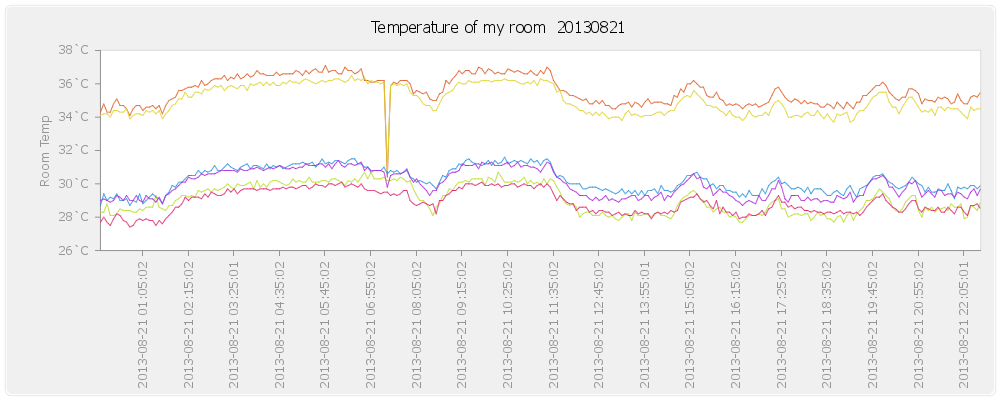 Temperature of my room 20130821
38`C
36`C
34`C
32`C
30`C
28`C
26`C
Room Temp
2013-08-21 01:05:02
2013-08-21 02:15:02
2013-08-21 03:25:01
2013-08-21 04:35:02
2013-08-21 05:45:02
2013-08-21 06:55:02
2013-08-21 08:05:02
2013-08-21 09:15:02
2013-08-21 10:25:02
2013-08-21 11:35:02
2013-08-21 12:45:02
2013-08-21 13:55:01
2013-08-21 15:05:02
2013-08-21 16:15:02
2013-08-21 17:25:02
2013-08-21 18:35:02
2013-08-21 19:45:02
2013-08-21 20:55:02
2013-08-21 22:05:01